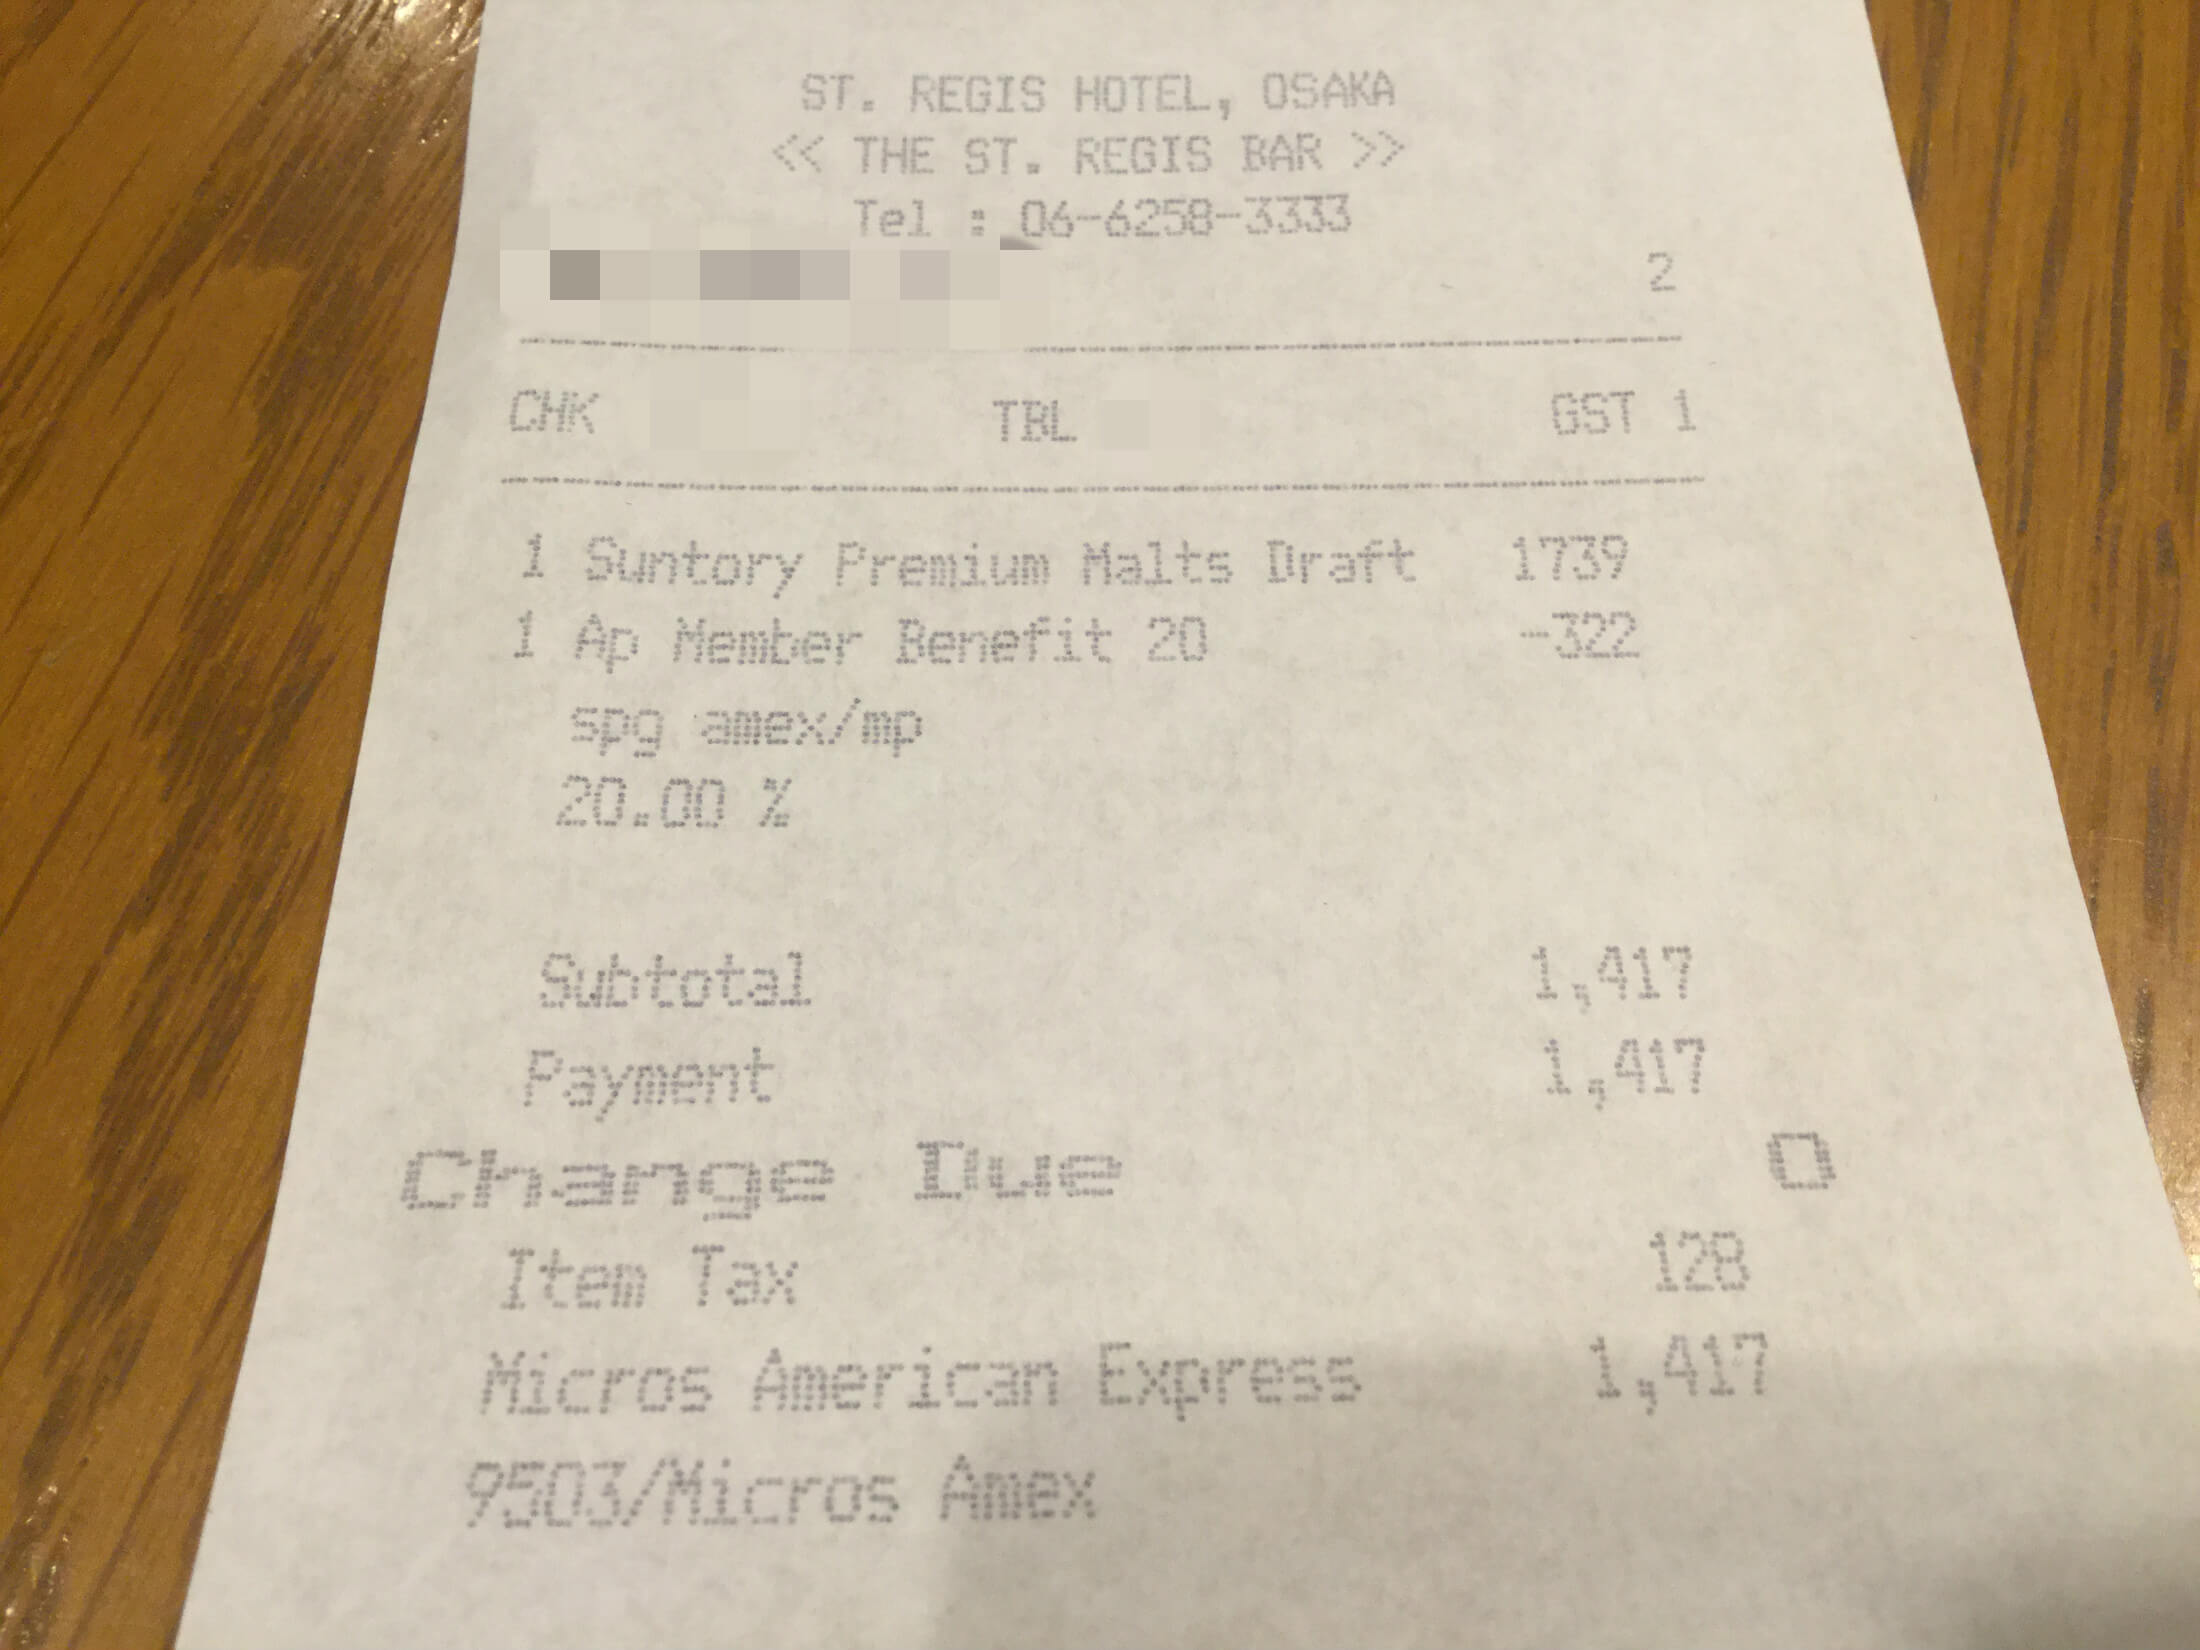 ST. REGIS HOTEL, OSAKA
<< THE ST. REGIS BAR >>
Tel : 06-6258-3333
2
CHK TBL GST 1
1 Suntory Premium Malts Draft 1739
1 Ap Member Benefit 20 -322
spg amex/mp
20.00 %
Subtotal 1,417
Payment 1,417
Change Due 0
Item Tax 128
Micros American Express 1,417
9503/Micros Amex